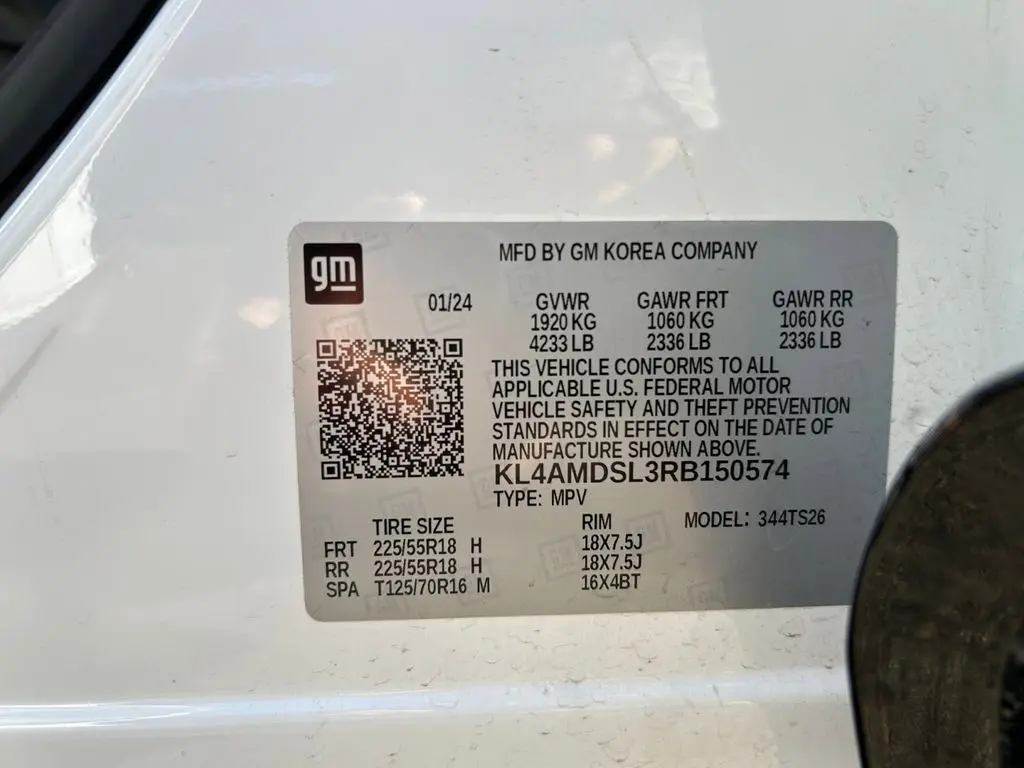 gm
MFD BY GM KOREA COMPANY
01/24 GVWR GAWR FRT GAWR RR
1920 KG 1060 KG 1060 KG
4233 LB 2336 LB 2336 LB
THIS VEHICLE CONFORMS TO ALL
APPLICABLE U.S. FEDERAL MOTOR
VEHICLE SAFETY AND THEFT PREVENTION
STANDARDS IN EFFECT ON THE DATE OF
MANUFACTURE SHOWN ABOVE.
KL4AMDSL3RB150574
TYPE: MPV
TIRE SIZE RIM MODEL: 344TS26
FRT 225/55R18 H 18X7.5J
RR 225/55R18 H 18X7.5J
SPA T125/70R16 M 16X4BT